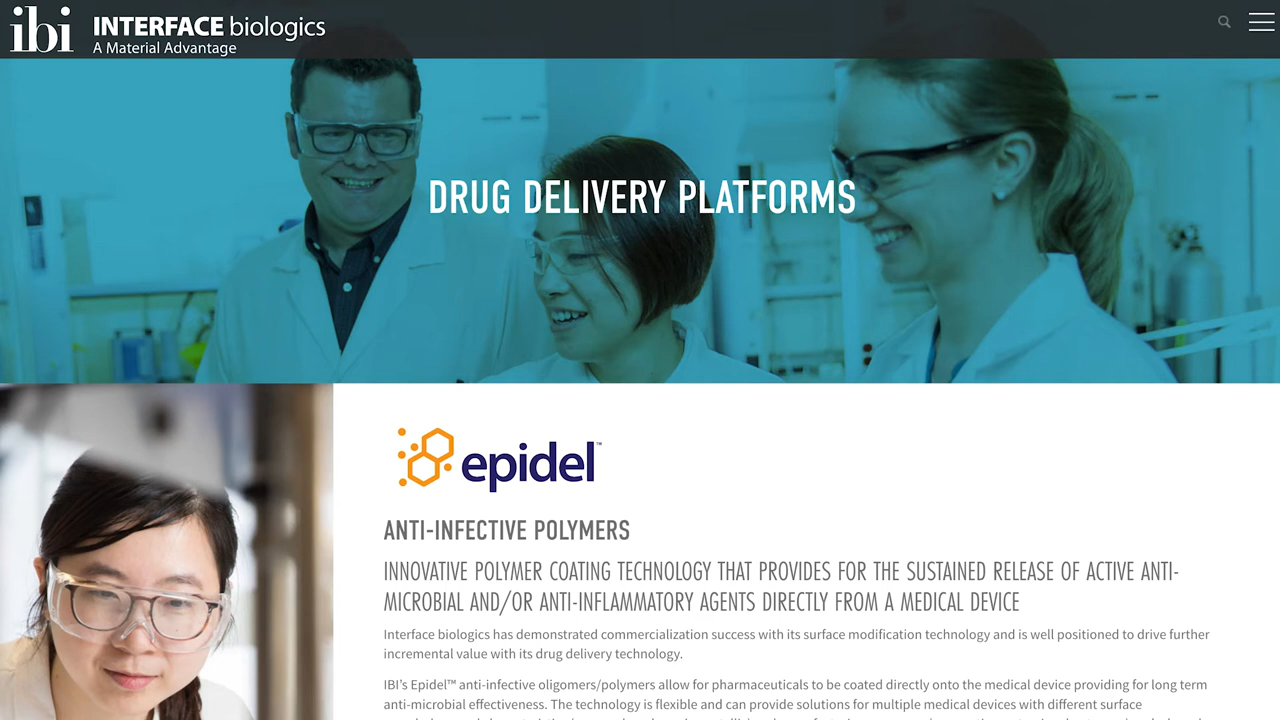 ibi INTERFACE biologics
A Material Advantage
DRUG DELIVERY PLATFORMS
epidel™
ANTI-INFECTIVE POLYMERS
INNOVATIVE POLYMER COATING TECHNOLOGY THAT PROVIDES FOR THE SUSTAINED RELEASE OF ACTIVE ANTI-
MICROBIAL AND/OR ANTI-INFLAMMATORY AGENTS DIRECTLY FROM A MEDICAL DEVICE
Interface biologics has demonstrated commercialization success with its surface modification technology and is well positioned to drive further
incremental value with its drug delivery technology.
IBI's Epidel™ anti-infective oligomers/polymers allow for pharmaceuticals to be coated directly onto the medical device providing for long term
anti-microbial effectiveness. The technology is flexible and can provide solutions for multiple medical devices with different surface